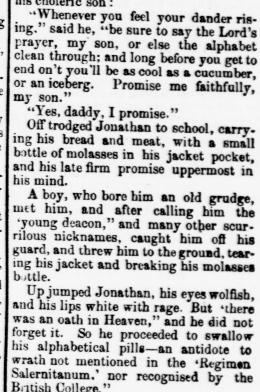 his choleric son:
"Whenever you feel your dander ris-
ing." said he, "be sure to say the Lord's
prayer, my son, or else the alphabet
clean through; and long before you get to
end on't you'll be as cool as a cucumber,
or an iceberg. Promise me faithfully,
my son."
"Yes, daddy, I promise."
Off trodged Jonathan to school, carry-
ing his bread and meat, with a small
bottle of molasses in his jacket pocket,
and his late firm promise uppermost in
his mind.
A boy, who bore him an old grudge,
met him, and after calling him the
'young deacon,' and many other scur-
rilous nicknames, caught him off his
guard, and threw him to the ground, tear-
ing his jacket and breaking his molasses
bottle.
Up jumped Jonathan, his eyes wolfish,
and his lips white with rage. But 'there
was an oath in Heaven,' and he did not
forget it. So he proceeded to swallow
his alphabetical pills—an antidote to
wrath not mentioned in the 'Regimen
Salernitanum,' nor recognised by the
British College."